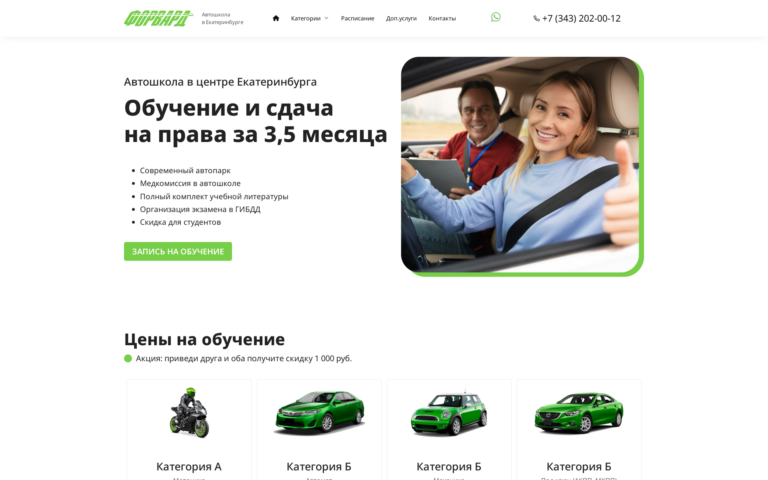 ФОРВАРД
Автошкола
в Екатеринбурге
Категории
Расписание
Доп.услуги
Контакты
+7 (343) 202-00-12
Автошкола в центре Екатеринбурга
Обучение и сдача
на права за 3,5 месяца
Современный автопарк
Медкомиссия в автошколе
Полный комплект учебной литературы
Организация экзамена в ГИБДД
Скидка для студентов
ЗАПИСЬ НА ОБУЧЕНИЕ
Цены на обучение
Акция: приведи друга и оба получите скидку 1 000 руб.
Категория А
Категория Б
Категория Б
Категория Б